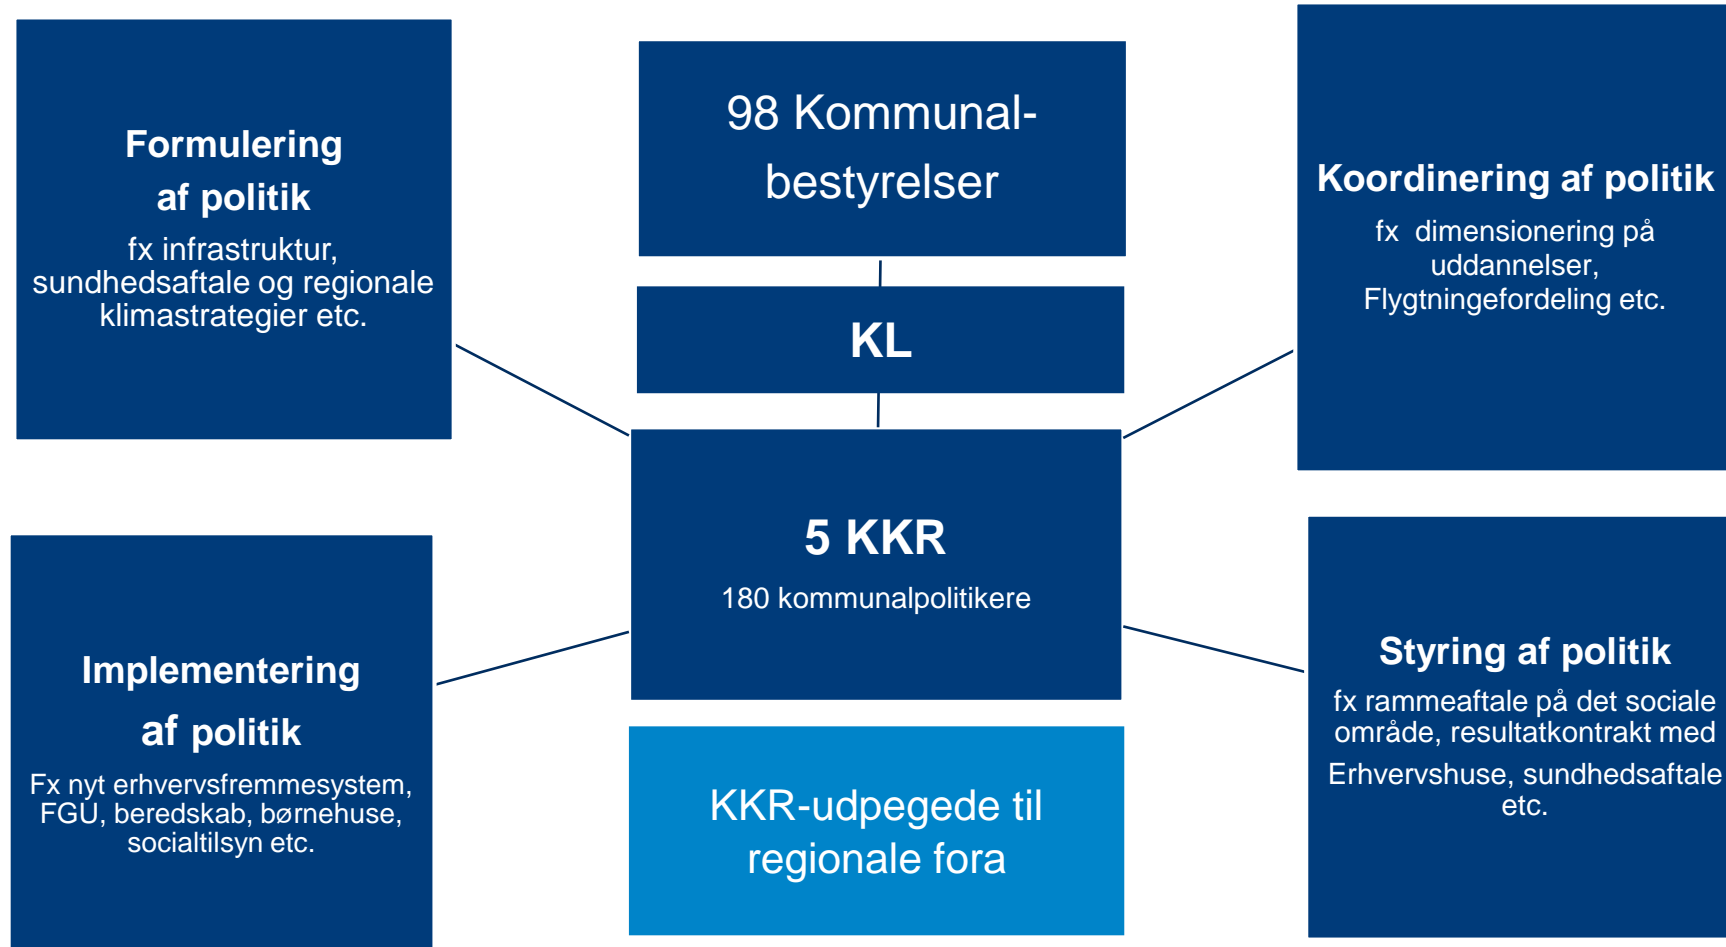 Formulering
af politik
fx infrastruktur,
sundhedsaftale og regionale
klimastrategier etc.
98 Kommunal-
bestyrelser
KL
Koordinering af politik
fx dimensionering på
uddannelser,
Flygtningefordeling etc.
5 KKR
180 kommunalpolitikere
Implementering
af politik
Fx nyt erhvervsfremmesystem,
FGU, beredskab, børnehuse,
socialtilsyn etc.
KKR-udpegede til
regionale fora
Styring af politik
fx rammeaftale på det sociale
område, resultatkontrakt med
Erhvervshuse, sundhedsaftale
etc.